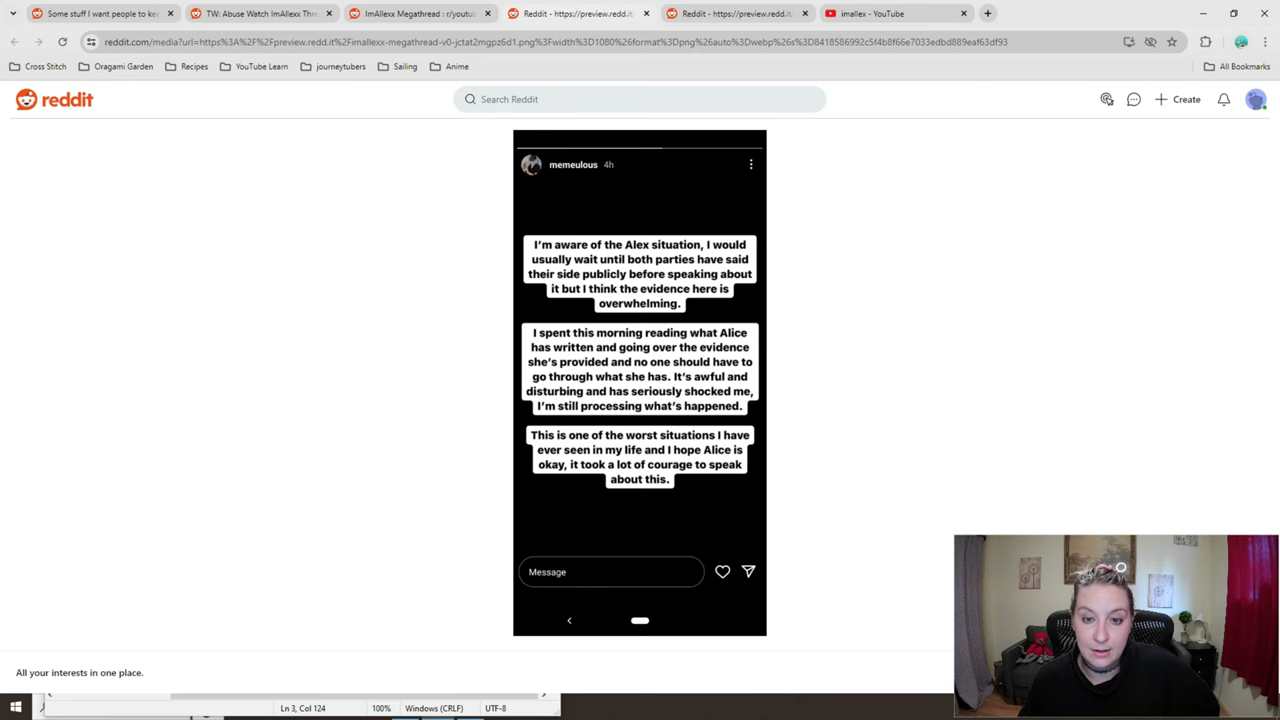 Some stuff I want people to kee
TW: Abuse Watch ImAllexx Thre
ImAllexx Megathread : r/youtub
Reddit - https://preview.redd.it
Reddit - https://preview.redd.it
imallex - YouTube
reddit.com/media?url=https%3A%2F%2Fpreview.redd.it%2Fimallexx-megathread-v0-jctat2mgpz6d1.png%3Fwidth%3D1080%26format%3Dpng%26auto%3Dwebp%26s%3D8418586992c5f4b8f66e7033edbd889eaf63df93
Cross Stitch
Oragami Garden
Recipes
YouTube Learn
journeytubers
Sailing
Anime
All Bookmarks
reddit
Search Reddit
Create
memeulous 4h
I'm aware of the Alex situation, I would
usually wait until both parties have said
their side publicly before speaking about
it but I think the evidence here is
overwhelming.
I spent this morning reading what Alice
has written and going over the evidence
she's provided and no one should have to
go through what she has. It's awful and
disturbing and has seriously shocked me,
I'm still processing what's happened.
This is one of the worst situations I have
ever seen in my life and I hope Alice is
okay, it took a lot of courage to speak
about this.
Message
All your interests in one place.
Ln 3, Col 124
100%
Windows (CRLF)
UTF-8